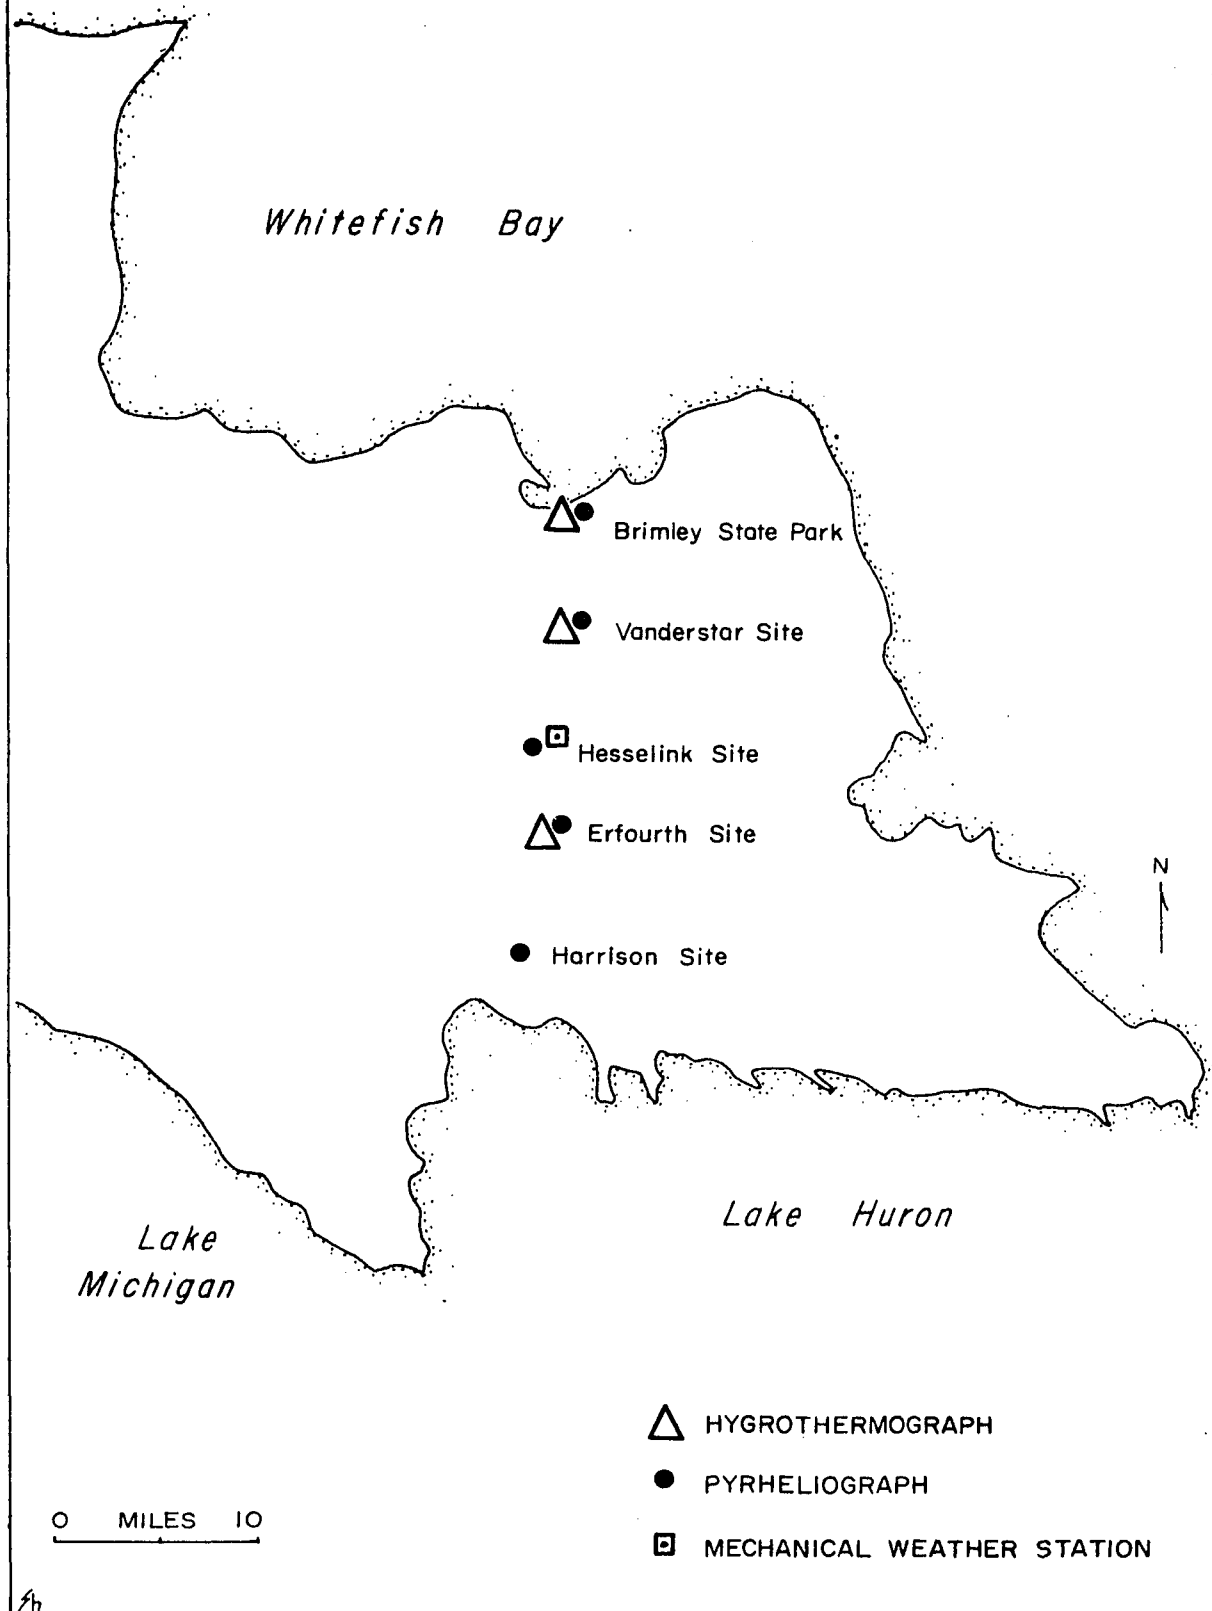 Whitefish Bay
Brimley State Park
Vanderstar Site
Hesselink Site
Erfourth Site
N
Harrison Site
Lake Huron
Lake
Michigan
HYGROTHERMOGRAPH
PYRHELIOGRAPH
0 MILES 10
MECHANICAL WEATHER STATION